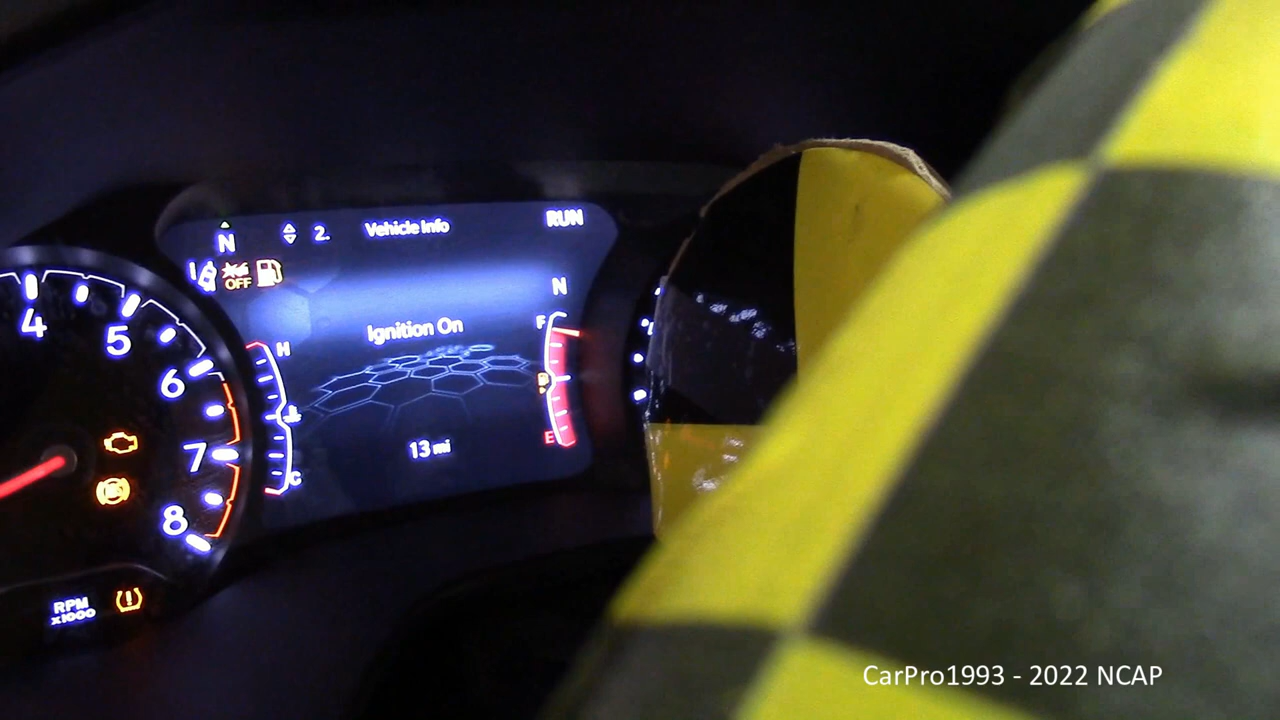 N
2.
Vehicle Info
RUN
OFF
N
4
5
6
7
8
H
C
Ignition On
F
E
13 mi
RPM
x1000
CarPro1993 - 2022 NCAP